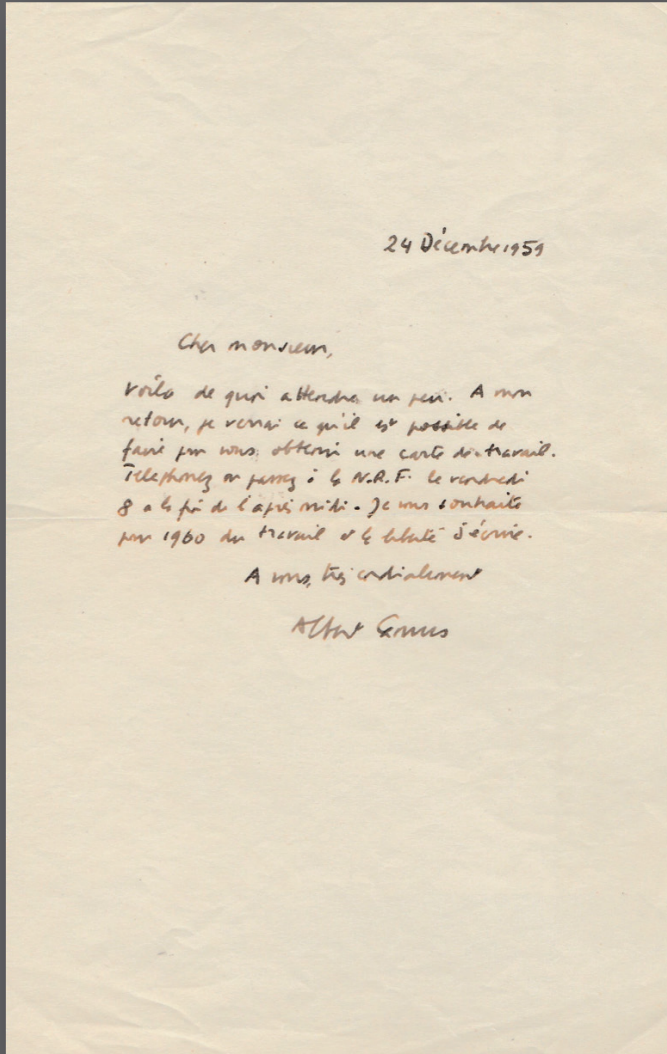 24 Décembre 1959
Cher monsieur,
Voilà de quoi attendre un peu. A mon
retour, je verrai ce qu'il est possible de
faire pour vous obtenir une carte de travail.
Téléphonez ou passez à la N.R.F. le vendredi
8 à la fin de l'après midi. Je vous souhaite
pour 1960 du travail et la liberté d'écrire.
A vous, très cordialement
Albert Camus